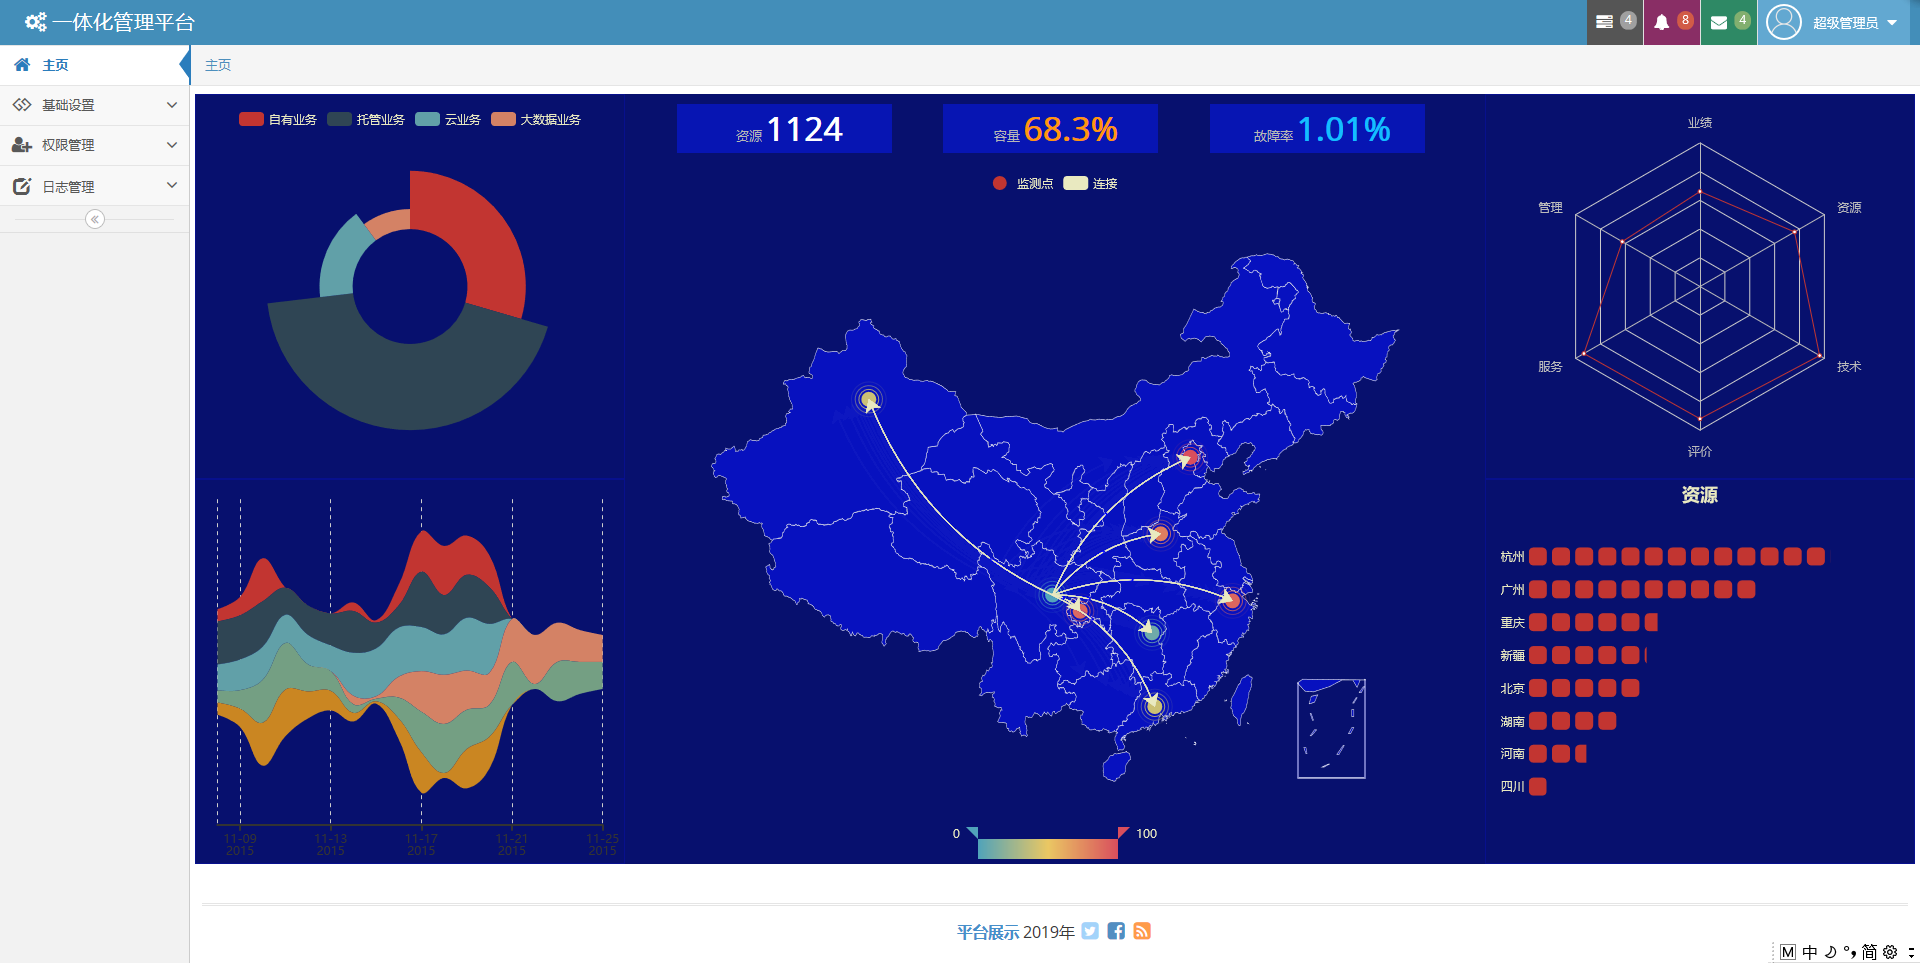 一体化管理平台
4
8
4
超级管理员
主页
基础设置
权限管理
日志管理
主页
自有业务 托管业务 云业务 大数据业务
资源 1124
容量 68.3%
故障率 1.01%
监测点 连接
业绩
管理
资源
服务
技术
评价
资源
杭州
广州
重庆
新疆
北京
湖南
河南
四川
11-09
2015
11-13
2015
11-17
2015
11-21
2015
11-25
2015
0
100
平台展示 2019年
M 中 简